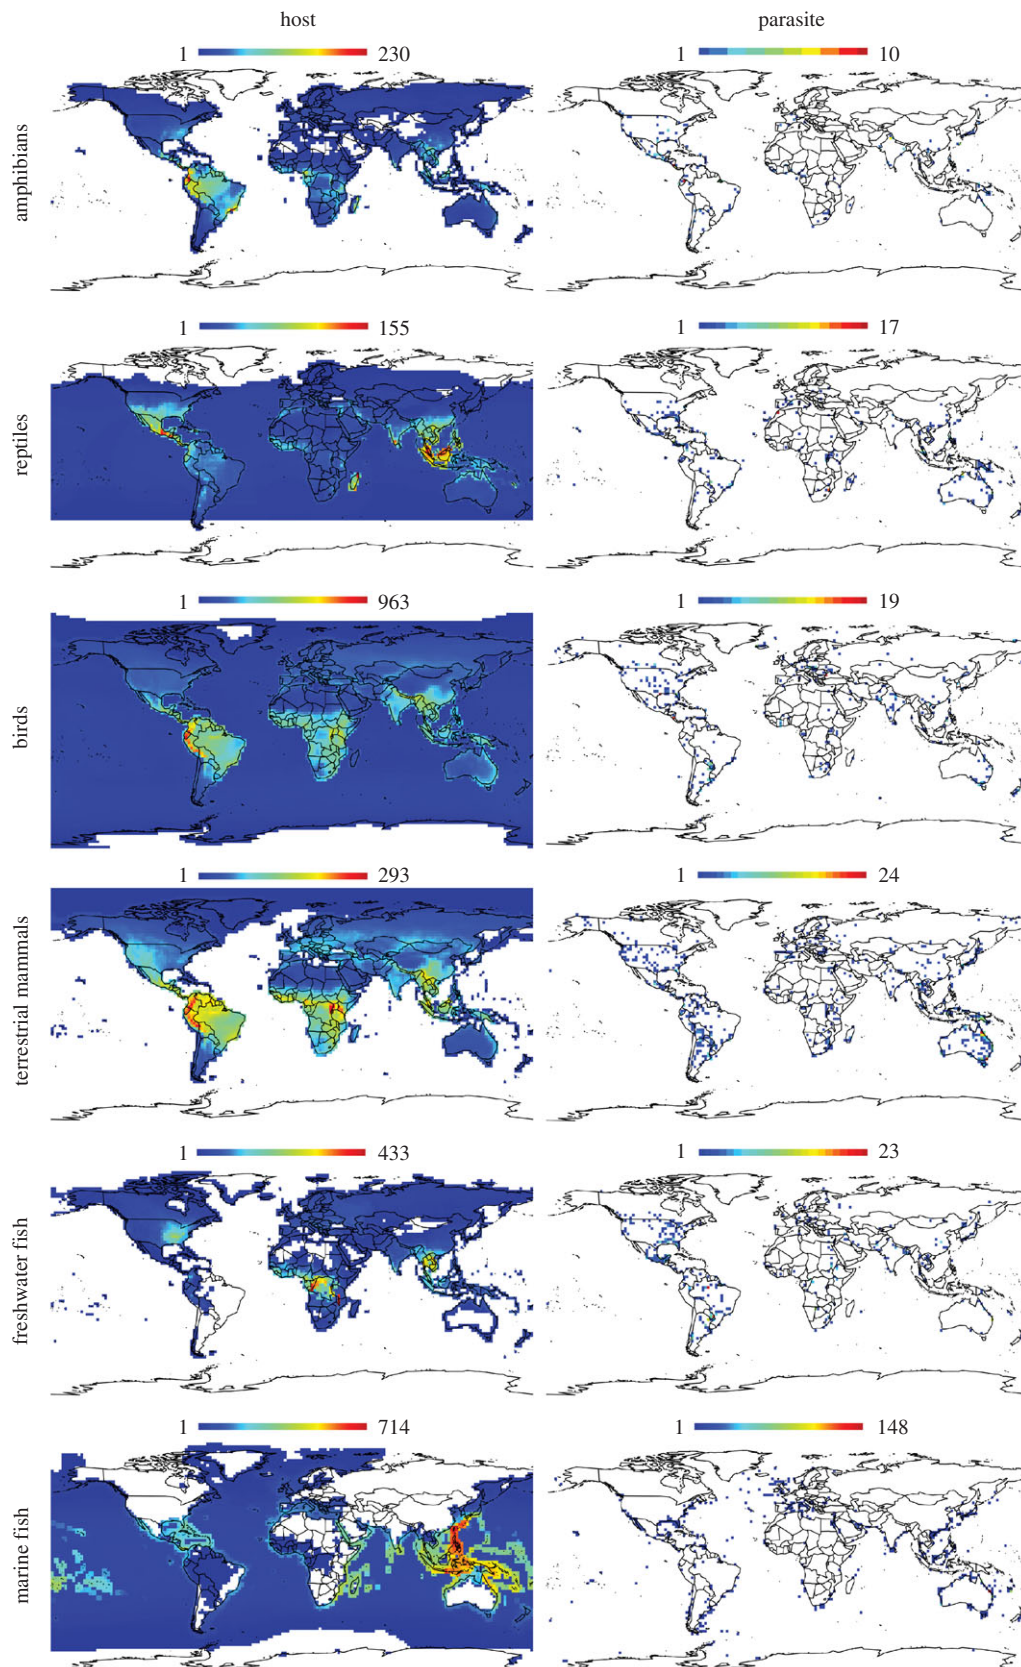 host parasite
1 230 1 10
amphibians
1 155 1 17
reptiles
1 963 1 19
birds
1 293 1 24
terrestrial mammals
1 433 1 23
freshwater fish
1 714 1 148
marine fish